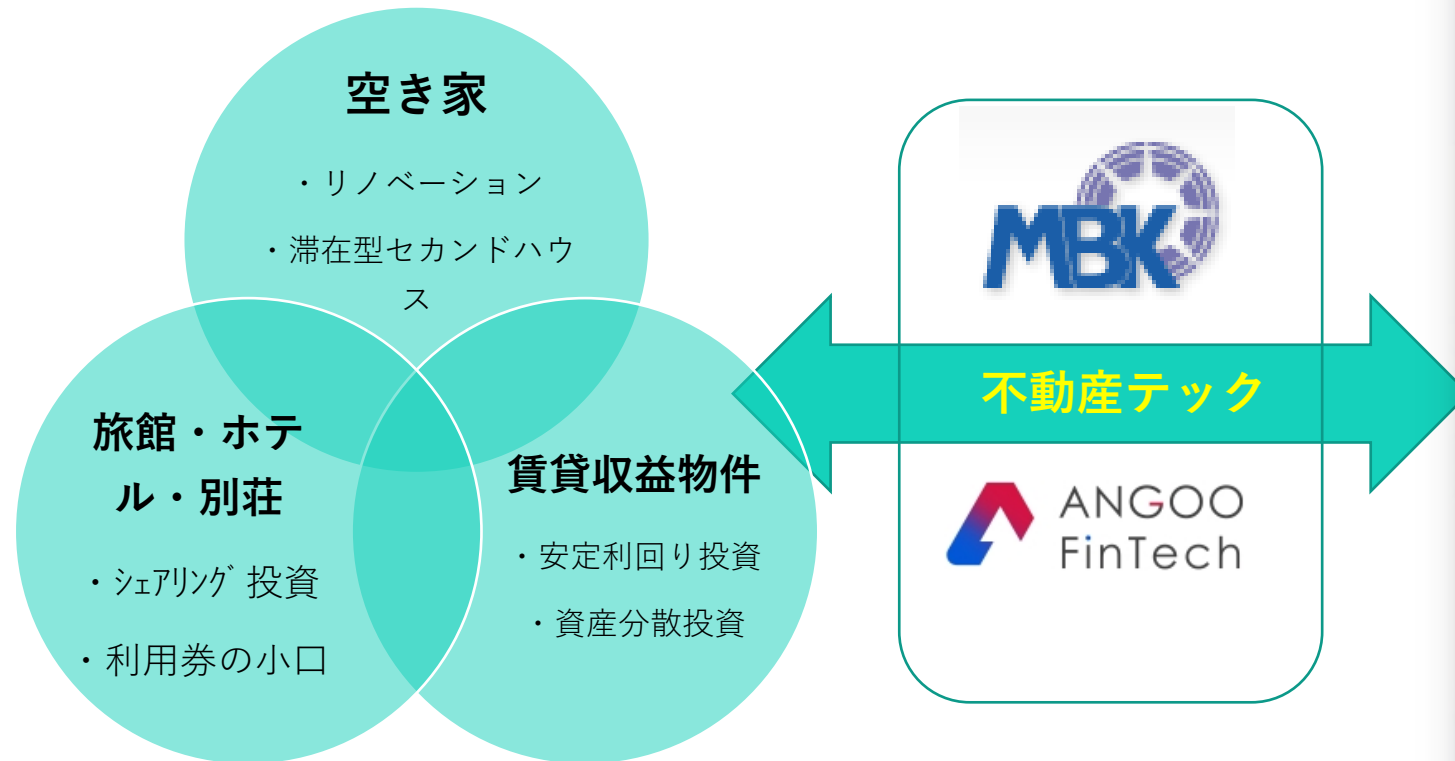 空き家
・リノベーション
・滞在型セカンドハウ
ス
旅館・ホテ
ル・別荘
・ｼｪｱﾘﾝｸﾞ投資
・利用券の小口
賃貸収益物件
・安定利回り投資
・資産分散投資
MBK
不動産テック
ANGOO
FinTech